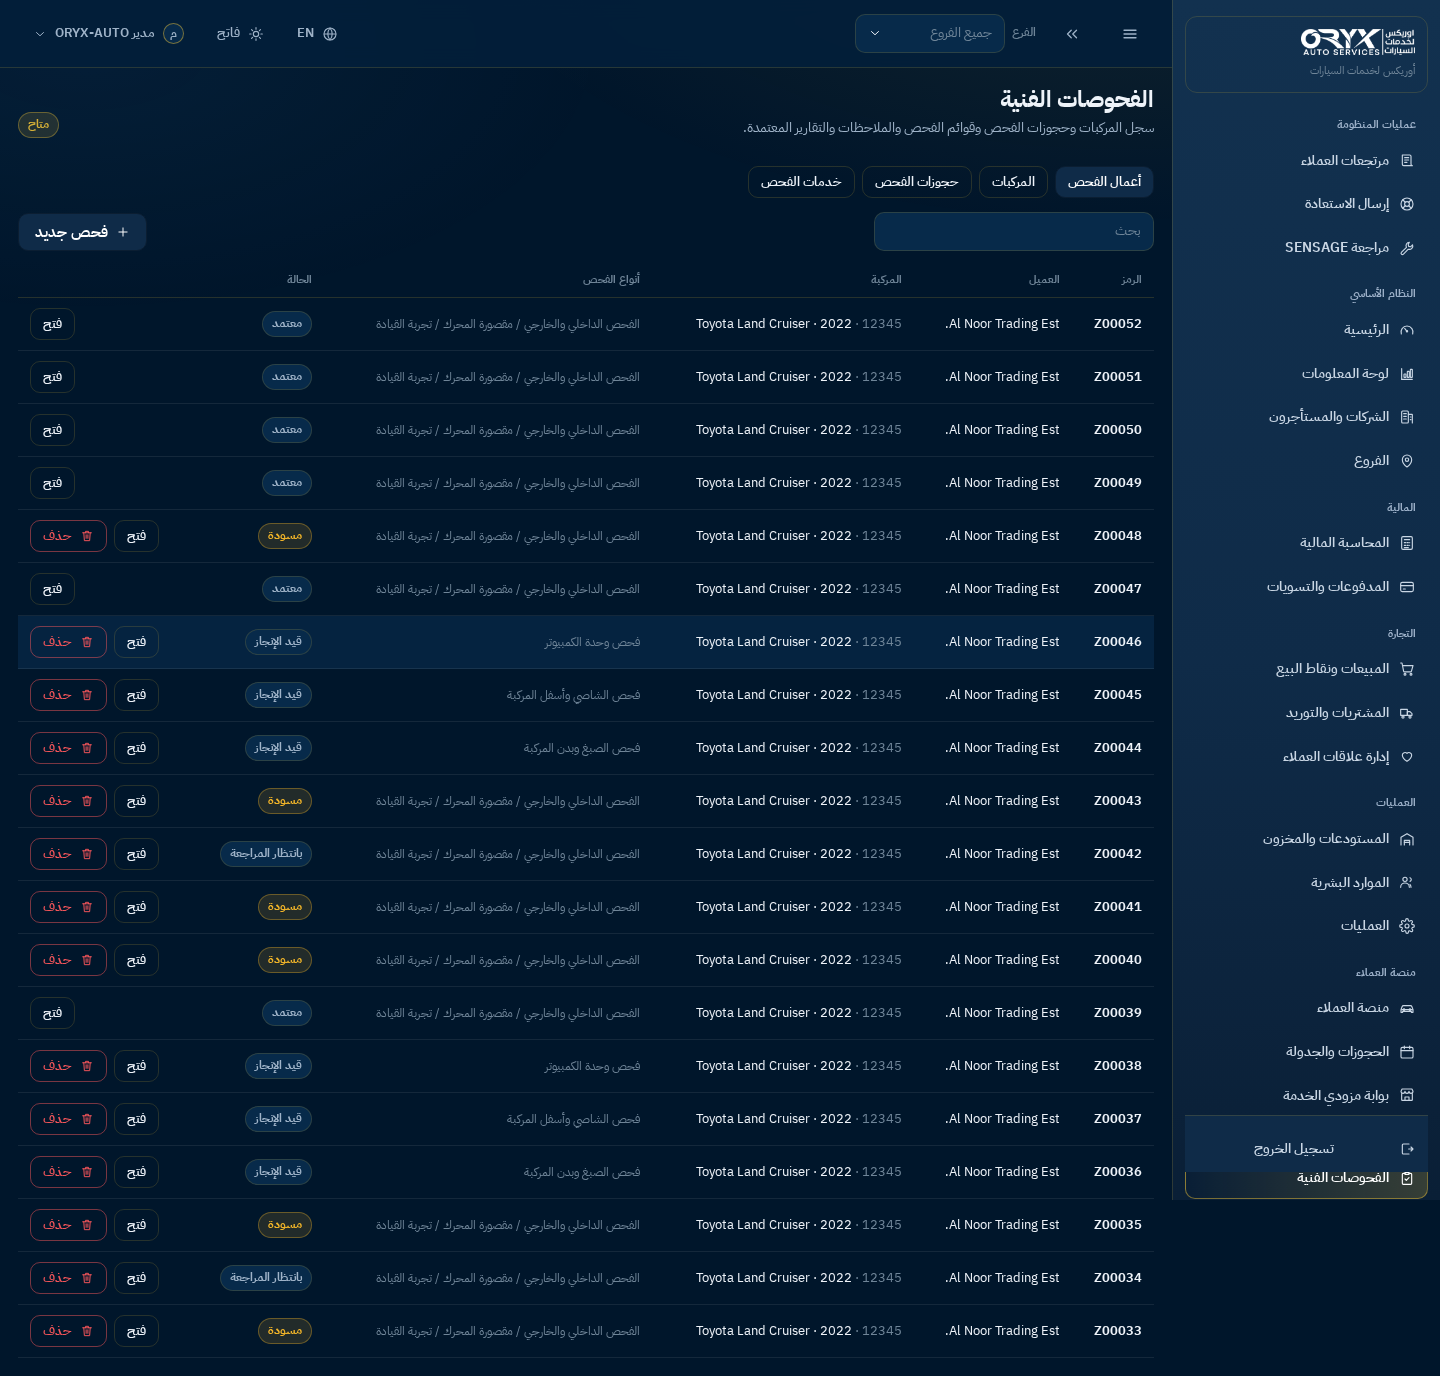 ORYX
AUTO SERVICES
اوريكس
لخدمات
السيارات
أوريكس لخدمات السيارات
عمليات المنظومة
مرتجعات العملاء
إرسال الاستعادة
مراجعة SENSAGE
النظام الأساسي
الرئيسية
لوحة المعلومات
الشركات والمستأجرون
الفروع
المالية
المحاسبة المالية
المدفوعات والتسويات
التجارة
المبيعات ونقاط البيع
المشتريات والتوريد
إدارة علاقات العملاء
العمليات
المستودعات والمخزون
الموارد البشرية
العمليات
منصة العملاء
منصة العملاء
الحجوزات والجدولة
بوابة مزودي الخدمة
تسجيل الخروج
الفحوصات الفنية
الفرع جميع الفروع EN فاتح م مدير ORYX-AUTO
الفحوصات الفنية
سجل المركبات وحجوزات الفحص وقوائم الفحص والملاحظات والتقارير المعتمدة.
متاح
أعمال الفحص المركبات حجوزات الفحص خدمات الفحص
بحث
فحص جديد
الرمز العميل المركبة أنواع الفحص الحالة
Z00052 Al Noor Trading Est. Toyota Land Cruiser · 2022 · 12345 الفحص الداخلي والخارجي / مقصورة المحرك / تجربة القيادة معتمد فتح
Z00051 Al Noor Trading Est. Toyota Land Cruiser · 2022 · 12345 الفحص الداخلي والخارجي / مقصورة المحرك / تجربة القيادة معتمد فتح
Z00050 Al Noor Trading Est. Toyota Land Cruiser · 2022 · 12345 الفحص الداخلي والخارجي / مقصورة المحرك / تجربة القيادة معتمد فتح
Z00049 Al Noor Trading Est. Toyota Land Cruiser · 2022 · 12345 الفحص الداخلي والخارجي / مقصورة المحرك / تجربة القيادة معتمد فتح
Z00048 Al Noor Trading Est. Toyota Land Cruiser · 2022 · 12345 الفحص الداخلي والخارجي / مقصورة المحرك / تجربة القيادة مسودة فتح حذف
Z00047 Al Noor Trading Est. Toyota Land Cruiser · 2022 · 12345 الفحص الداخلي والخارجي / مقصورة المحرك / تجربة القيادة معتمد فتح
Z00046 Al Noor Trading Est. Toyota Land Cruiser · 2022 · 12345 فحص وحدة الكمبيوتر قيد الإنجاز فتح حذف
Z00045 Al Noor Trading Est. Toyota Land Cruiser · 2022 · 12345 فحص الشاصي وأسفل المركبة قيد الإنجاز فتح حذف
Z00044 Al Noor Trading Est. Toyota Land Cruiser · 2022 · 12345 فحص الصبغ وبدن المركبة قيد الإنجاز فتح حذف
Z00043 Al Noor Trading Est. Toyota Land Cruiser · 2022 · 12345 الفحص الداخلي والخارجي / مقصورة المحرك / تجربة القيادة مسودة فتح حذف
Z00042 Al Noor Trading Est. Toyota Land Cruiser · 2022 · 12345 الفحص الداخلي والخارجي / مقصورة المحرك / تجربة القيادة بانتظار المراجعة فتح حذف
Z00041 Al Noor Trading Est. Toyota Land Cruiser · 2022 · 12345 الفحص الداخلي والخارجي / مقصورة المحرك / تجربة القيادة مسودة فتح حذف
Z00040 Al Noor Trading Est. Toyota Land Cruiser · 2022 · 12345 الفحص الداخلي والخارجي / مقصورة المحرك / تجربة القيادة مسودة فتح حذف
Z00039 Al Noor Trading Est. Toyota Land Cruiser · 2022 · 12345 الفحص الداخلي والخارجي / مقصورة المحرك / تجربة القيادة معتمد فتح
Z00038 Al Noor Trading Est. Toyota Land Cruiser · 2022 · 12345 فحص وحدة الكمبيوتر قيد الإنجاز فتح حذف
Z00037 Al Noor Trading Est. Toyota Land Cruiser · 2022 · 12345 فحص الشاصي وأسفل المركبة قيد الإنجاز فتح حذف
Z00036 Al Noor Trading Est. Toyota Land Cruiser · 2022 · 12345 فحص الصبغ وبدن المركبة قيد الإنجاز فتح حذف
Z00035 Al Noor Trading Est. Toyota Land Cruiser · 2022 · 12345 الفحص الداخلي والخارجي / مقصورة المحرك / تجربة القيادة مسودة فتح حذف
Z00034 Al Noor Trading Est. Toyota Land Cruiser · 2022 · 12345 الفحص الداخلي والخارجي / مقصورة المحرك / تجربة القيادة بانتظار المراجعة فتح حذف
Z00033 Al Noor Trading Est. Toyota Land Cruiser · 2022 · 12345 الفحص الداخلي والخارجي / مقصورة المحرك / تجربة القيادة مسودة فتح حذف